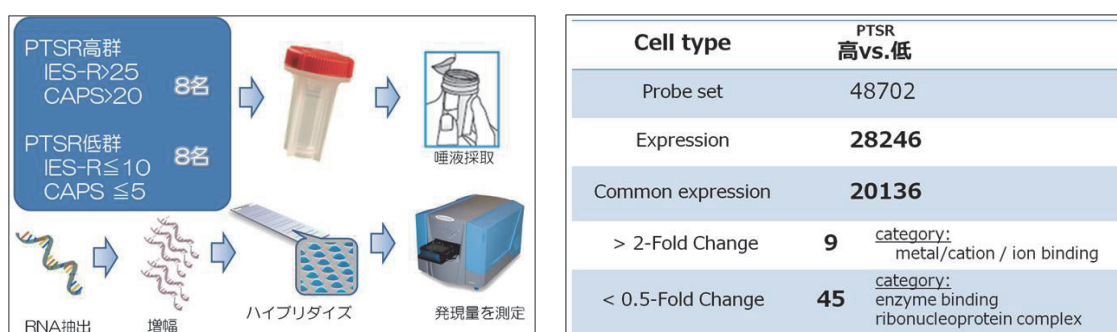 PTSR高群
IES-R>25
CAPS>20
8名
PTSR低群
IES-R≦10
CAPS ≦5
8名
唾液採取
RNA抽出
増幅
ハイブリダイズ
発現量を測定
Cell type
PTSR
高vs.低
Probe set
48702
Expression
28246
Common expression
20136
> 2-Fold Change
9
category:
metal/cation / ion binding
< 0.5-Fold Change
45
category:
enzyme binding
ribonucleoprotein complex